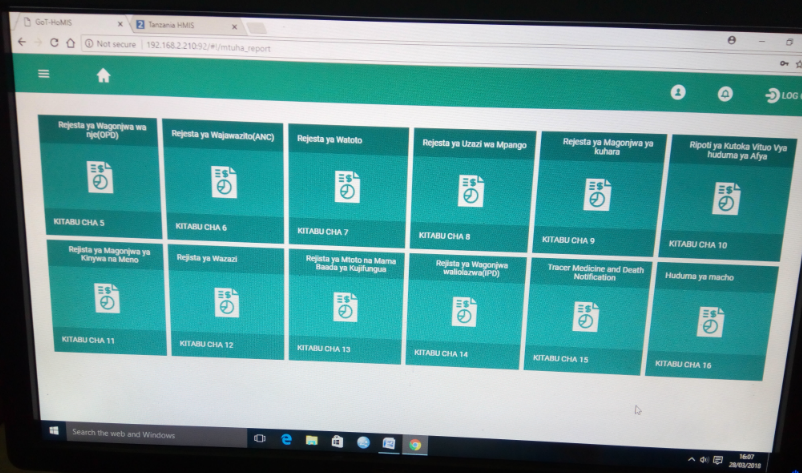 GoT-HoMIS
Tanzania HMIS
Not secure | 192.168.2.210:92/#!/mtuha_report
LOG
Rejesta ya Wagonjwa wa
nje(OPD)
KITABU CHA 5
Rejesta ya Wajawazito(ANC)
KITABU CHA 6
Rejesta ya Watoto
KITABU CHA 7
Rejesta ya Uzazi wa Mpango
KITABU CHA 8
Rejesta ya Magonjwa ya
kuhara
KITABU CHA 9
Ripoti ya Kutoka Vituo Vya
huduma ya Afya
KITABU CHA 10
Rejista ya Magonjwa ya
Kinywa na Meno
KITABU CHA 11
Rejista ya Wazazi
KITABU CHA 12
Rejista ya Mtoto na Mama
Baada ya Kujifungua
KITABU CHA 13
Rejista ya Wagonjwa
waliolazwa(IPD)
KITABU CHA 14
Tracer Medicine and Death
Notification
KITABU CHA 15
Huduma ya macho
KITABU CHA 16
Search the web and Windows
16:07
28/03/2018